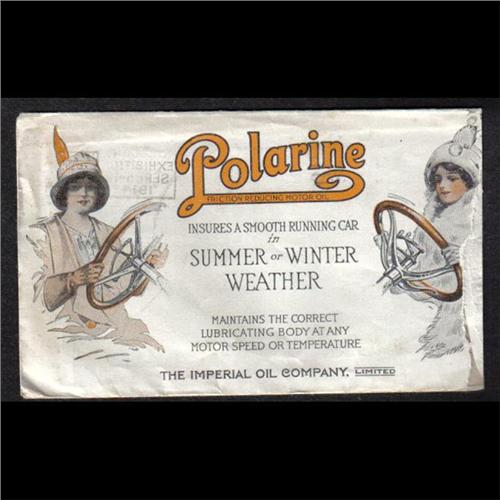 Polarine
FRICTION REDUCING MOTOR OIL
INSURES A SMOOTH RUNNING CAR
in
SUMMER or WINTER
WEATHER
MAINTAINS THE CORRECT
LUBRICATING BODY AT ANY
MOTOR SPEED OR TEMPERATURE
THE IMPERIAL OIL COMPANY, LIMITED